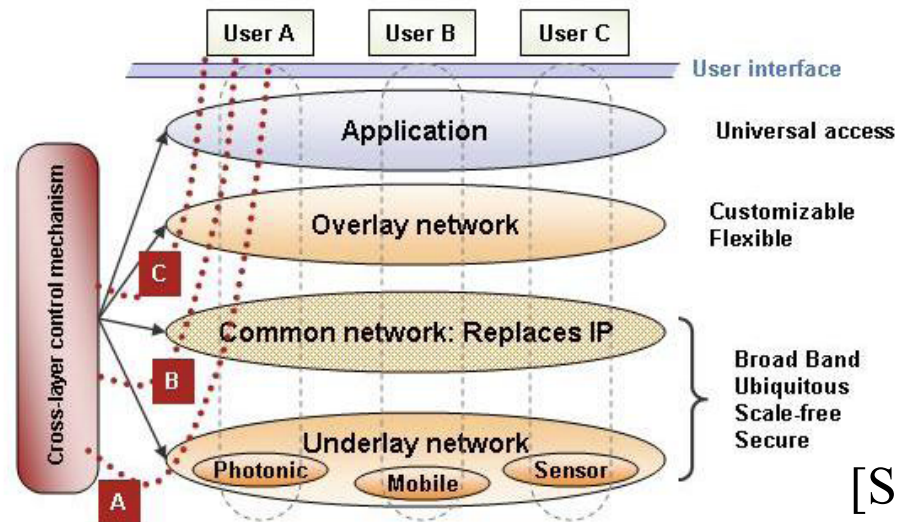 User A
User B
User C
User interface
Application
Universal access
Cross-layer control mechanism
Overlay network
Customizable
Flexible
C
Common network: Replaces IP
B
Broad Band
Ubiquitous
Scale-free
Secure
Underlay network
Photonic
Mobile
Sensor
A
[S